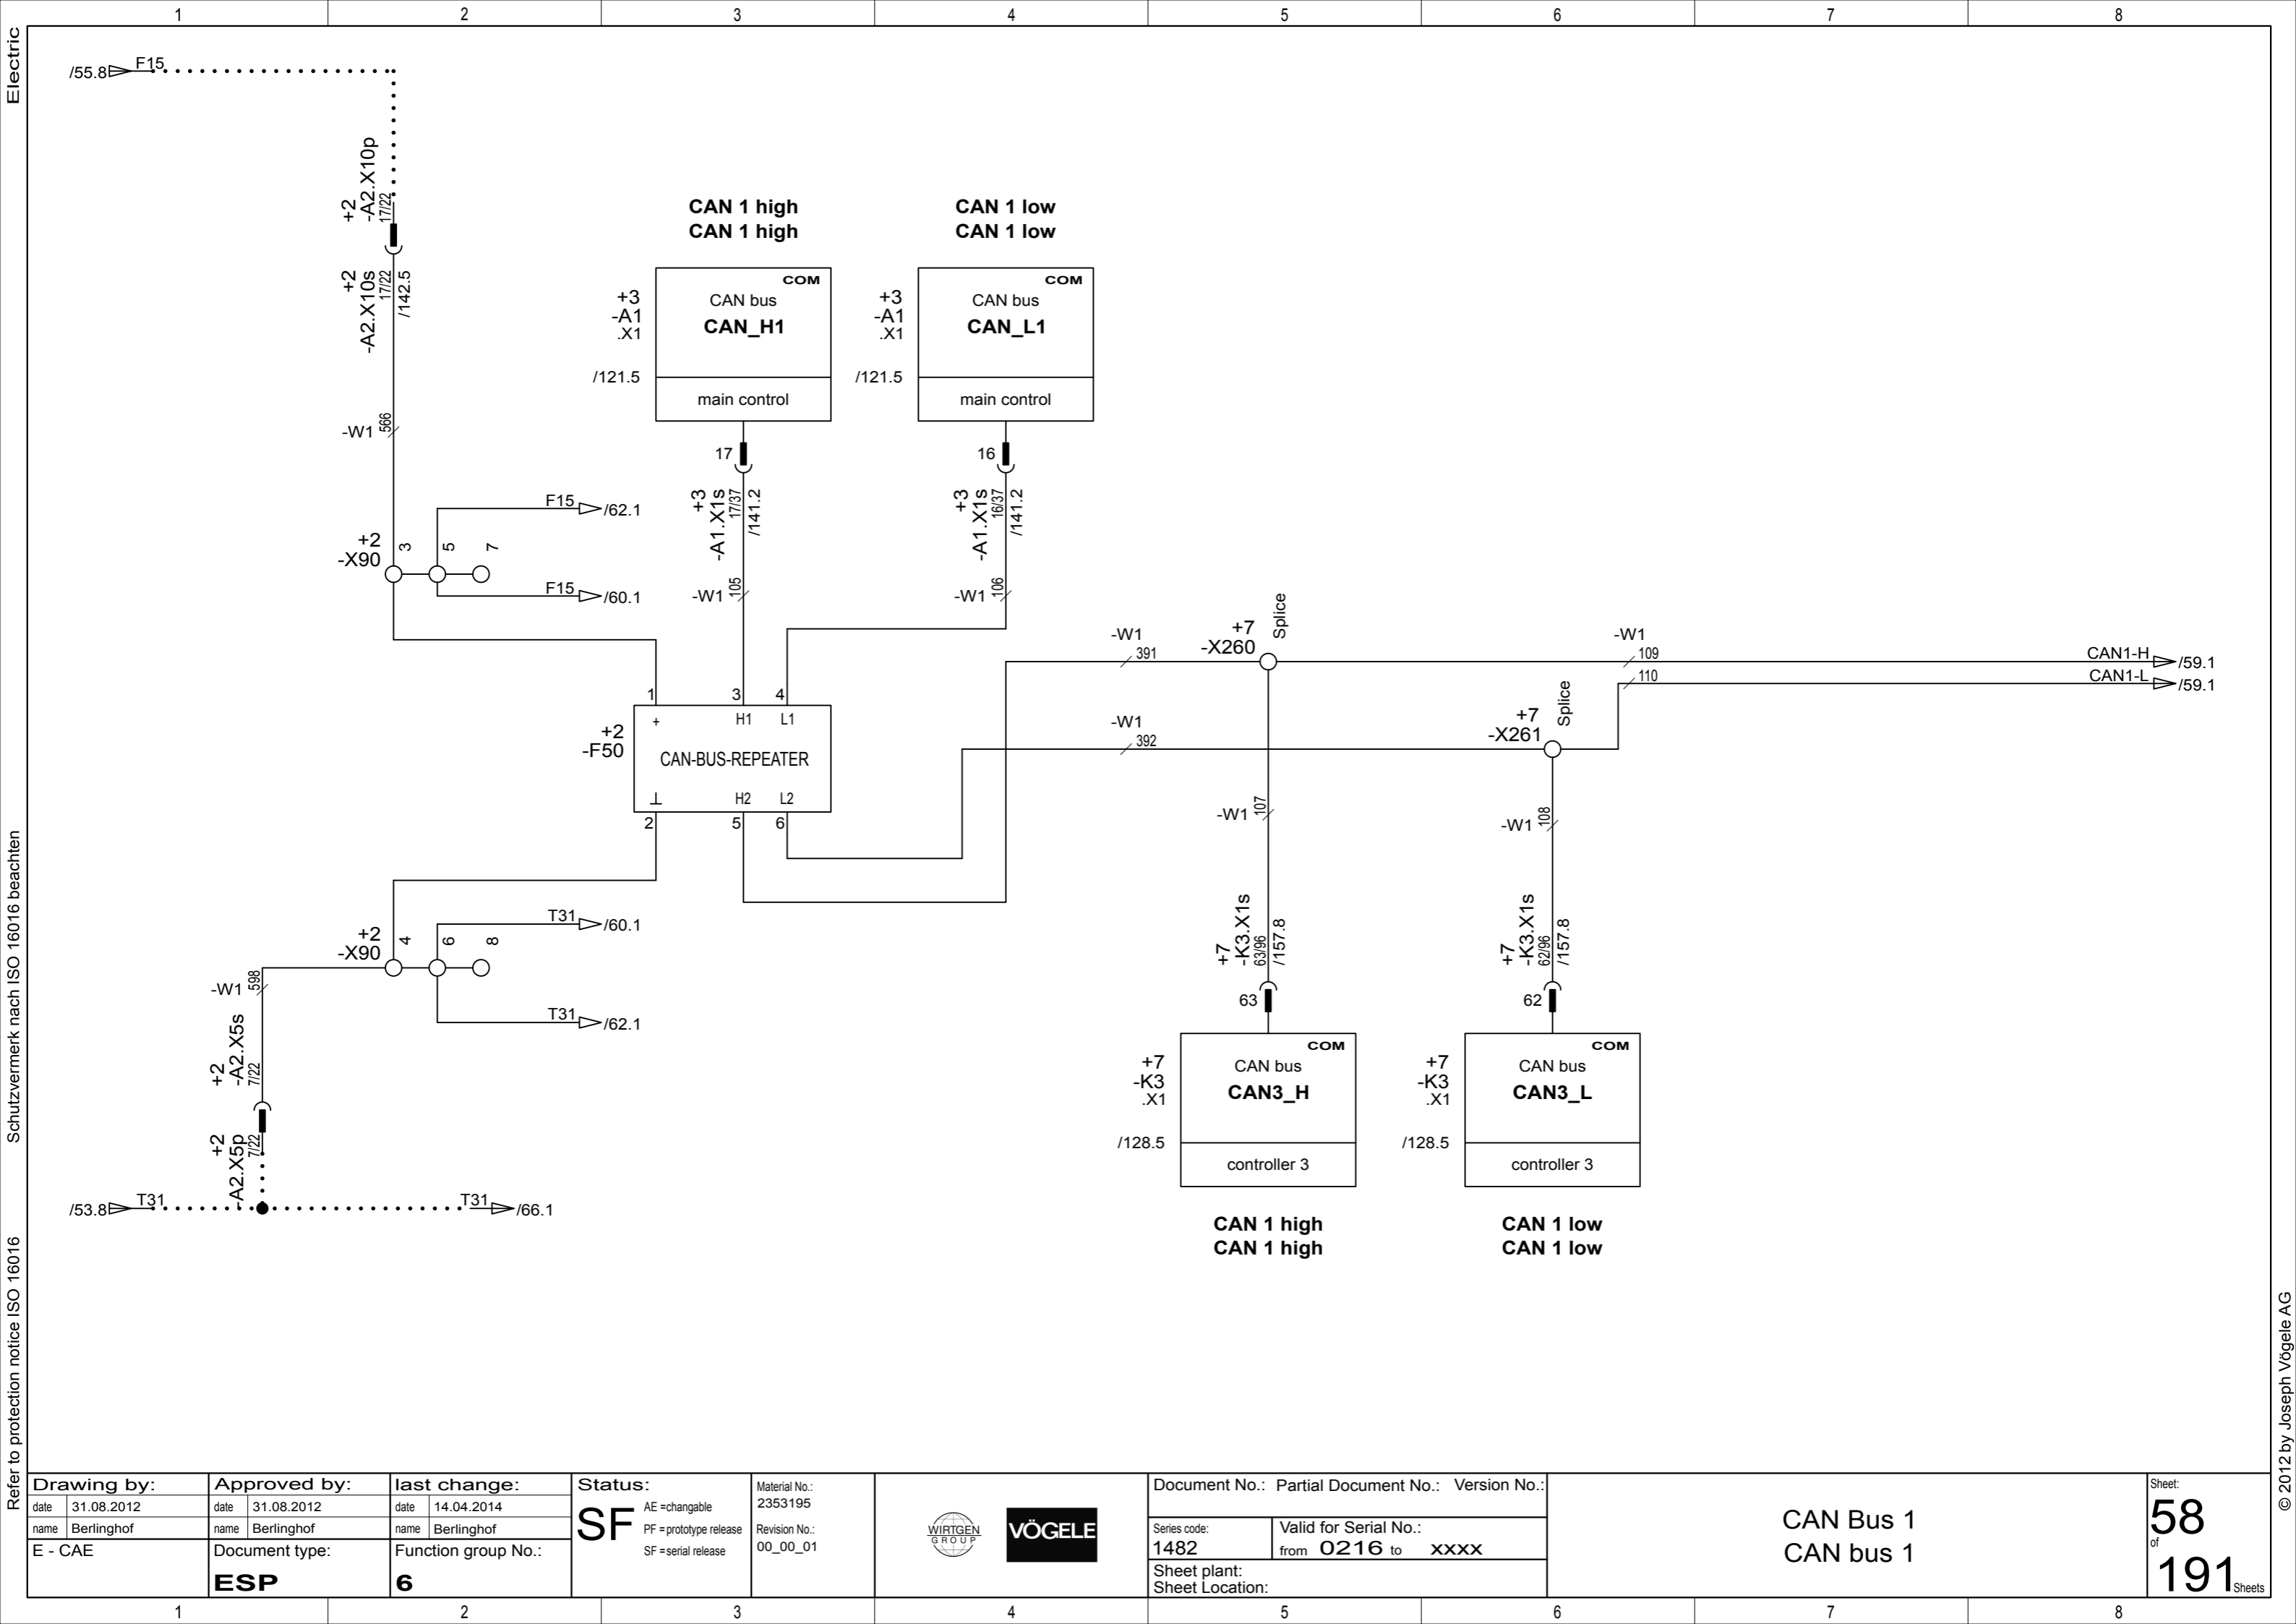 1 2 3 4 5 6 7 8
Electric
/55.8 F15
+2
-A2.X10p
17/22
+2
-A2.X10s
17/22
/142.5
-W1 566
CAN 1 high
CAN 1 high
CAN 1 low
CAN 1 low
+3
-A1
.X1
/121.5
COM
CAN bus
CAN_H1
main control
17
+3
-A1
.X1
/121.5
COM
CAN bus
CAN_L1
main control
16
+3
-A1.X1s
17/37
/141.2
-W1 105
+3
-A1.X1s
16/37
/141.2
-W1 106
F15 /62.1
+2
-X90
3 5 7
F15 /60.1
+2
-F50
1 3 4
+ H1 L1
CAN-BUS-REPEATER
⊥ H2 L2
2 5 6
-W1
391
+7
-X260
Splice
-W1
109
CAN1-H /59.1
110
CAN1-L /59.1
-W1
392
+7
-X261
Splice
-W1 107
-W1 108
T31 /60.1
+2
-X90
4 6 8
T31 /62.1
-W1 598
+2
-A2.X5s
7/22
+2
-A2.X5p
7/22
/53.8 T31
T31 /66.1
+7
-K3.X1s
63/96
/157.8
63
+7
-K3.X1s
62/96
/157.8
62
+7
-K3
.X1
/128.5
COM
CAN bus
CAN3_H
controller 3
+7
-K3
.X1
/128.5
COM
CAN bus
CAN3_L
controller 3
CAN 1 high
CAN 1 high
CAN 1 low
CAN 1 low
Schutzvermerk nach ISO 16016 beachten
Refer to protection notice ISO 16016
© 2012 by Joseph Vögele AG
Drawing by:
date 31.08.2012
name Berlinghof
E - CAE
Approved by:
date 31.08.2012
name Berlinghof
Document type:
ESP
last change:
date 14.04.2014
name Berlinghof
Function group No.:
6
Status:
SF
AE =changable
PF =prototype release
SF =serial release
Material No.:
2353195
Revision No.:
00_00_01
WIRTGEN
GROUP
VÖGELE
Document No.: Partial Document No.: Version No.:
Series code:
1482
Valid for Serial No.:
from 0216 to xxxx
Sheet plant:
Sheet Location:
CAN Bus 1
CAN bus 1
Sheet:
58
of
191 Sheets
1 2 3 4 5 6 7 8